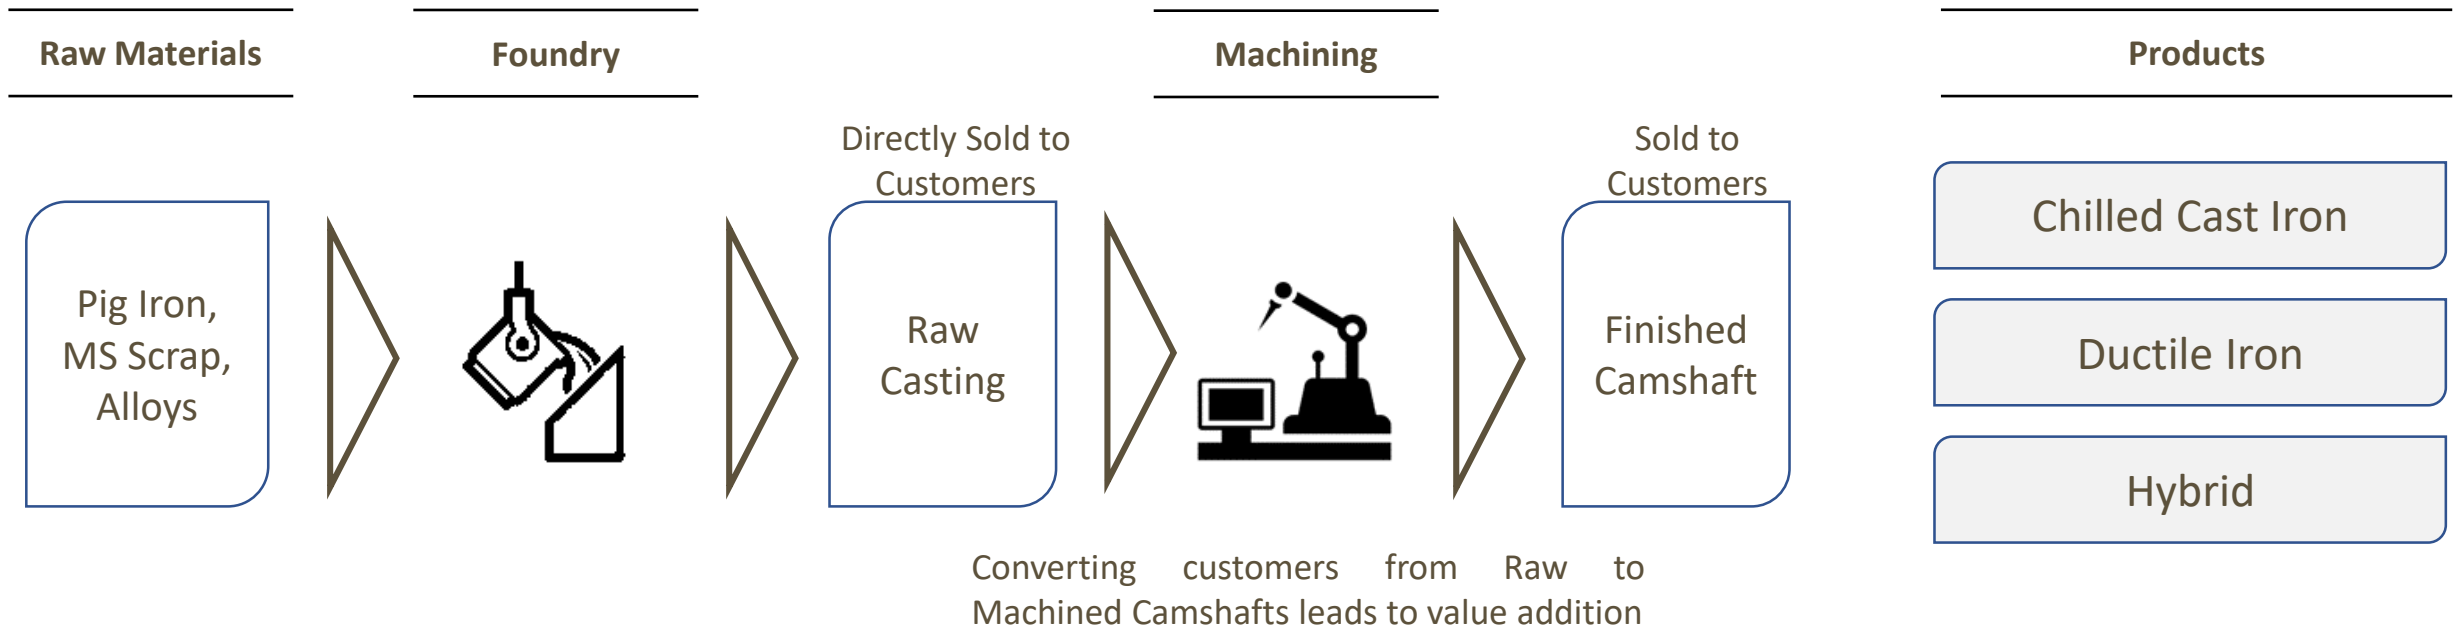 Raw Materials
Foundry
Machining
Products
Directly Sold to
Customers
Sold to
Customers
Pig Iron,
MS Scrap,
Alloys
Raw
Casting
Finished
Camshaft
Chilled Cast Iron
Ductile Iron
Hybrid
Converting customers from Raw to
Machined Camshafts leads to value addition